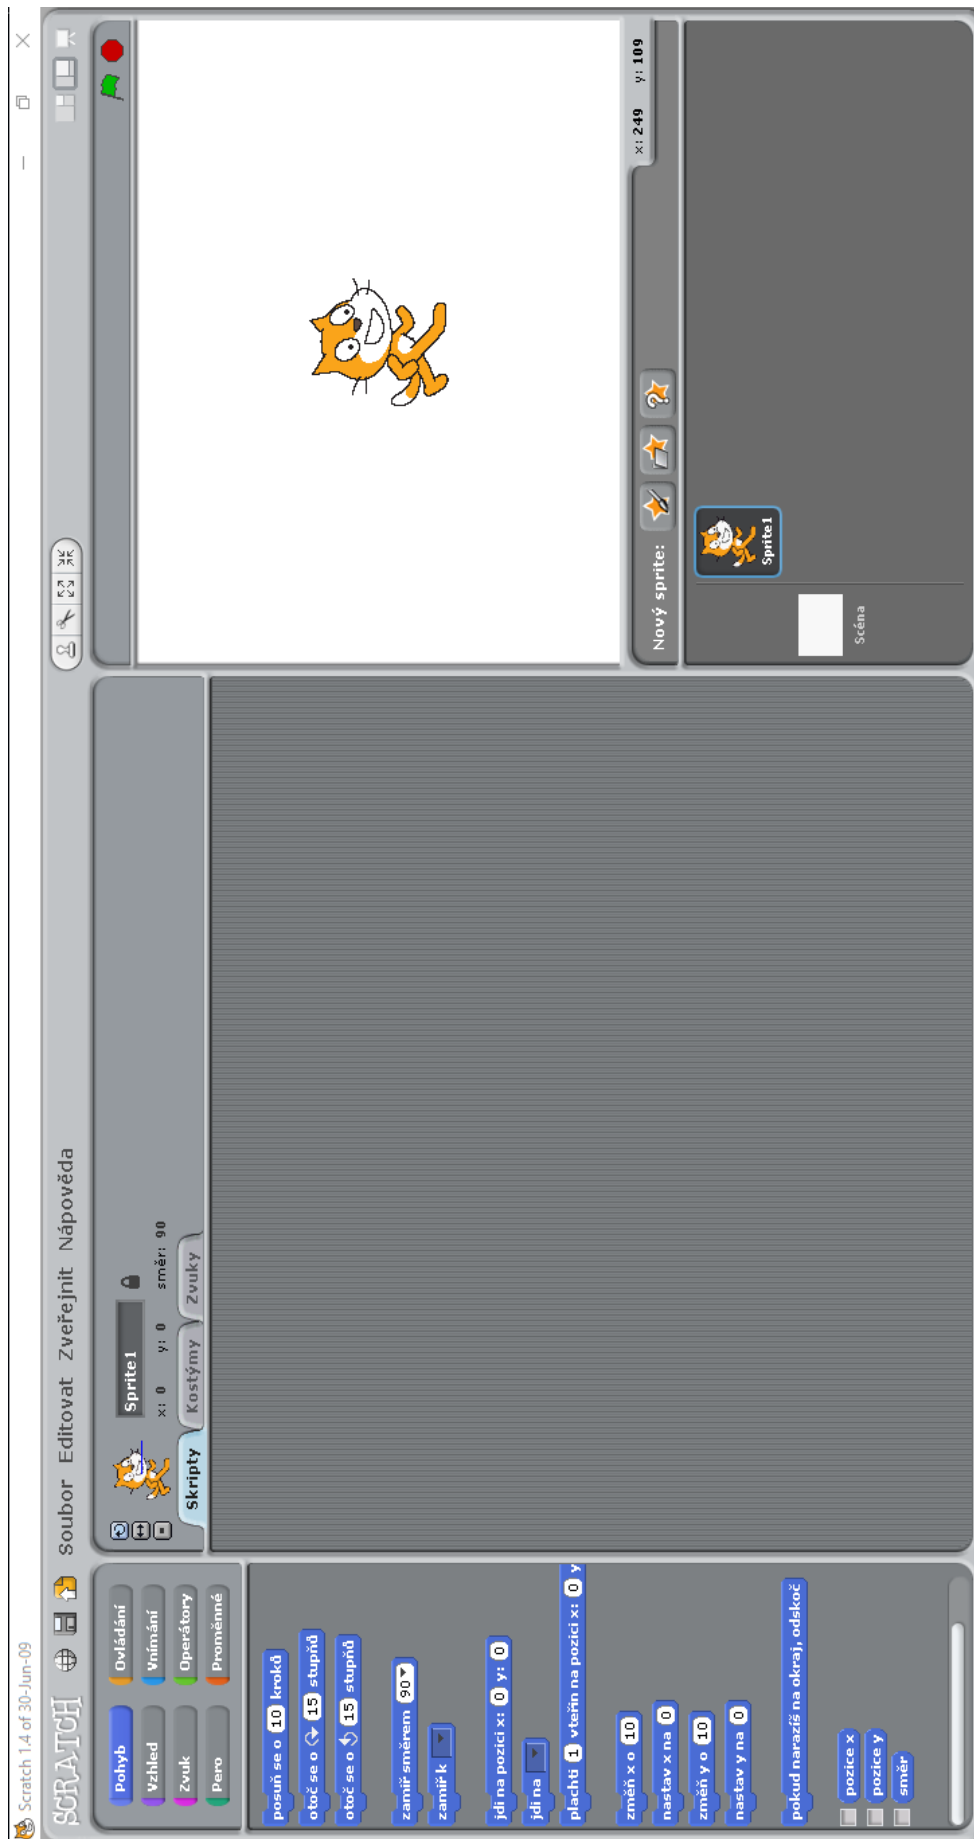 Scratch 1.4 of 30-Jun-09
SCRATCH
Soubor Editovat Zveřejnit Nápověda
Pohyb Ovládání
Vzhled Vnímání
Zvuk Operátory
Pero Proměnné
posuň se o 10 kroků
otoč se o 15 stupňů
otoč se o 15 stupňů
zamiř směrem 90
zamiř k
jdi na pozici x: 0 y: 0
jdi na
plachti 1 vteřin na pozici x: 0 y
změň x o 10
nastav x na 0
změň y o 10
nastav y na 0
pokud narazíš na okraj, odskoč
pozice x
pozice y
směr
Sprite1
x: 0 y: 0 směr: 90
Skripty Kostýmy Zvuky
x: 249 y: 109
Nový sprite:
Sprite1
Scéna